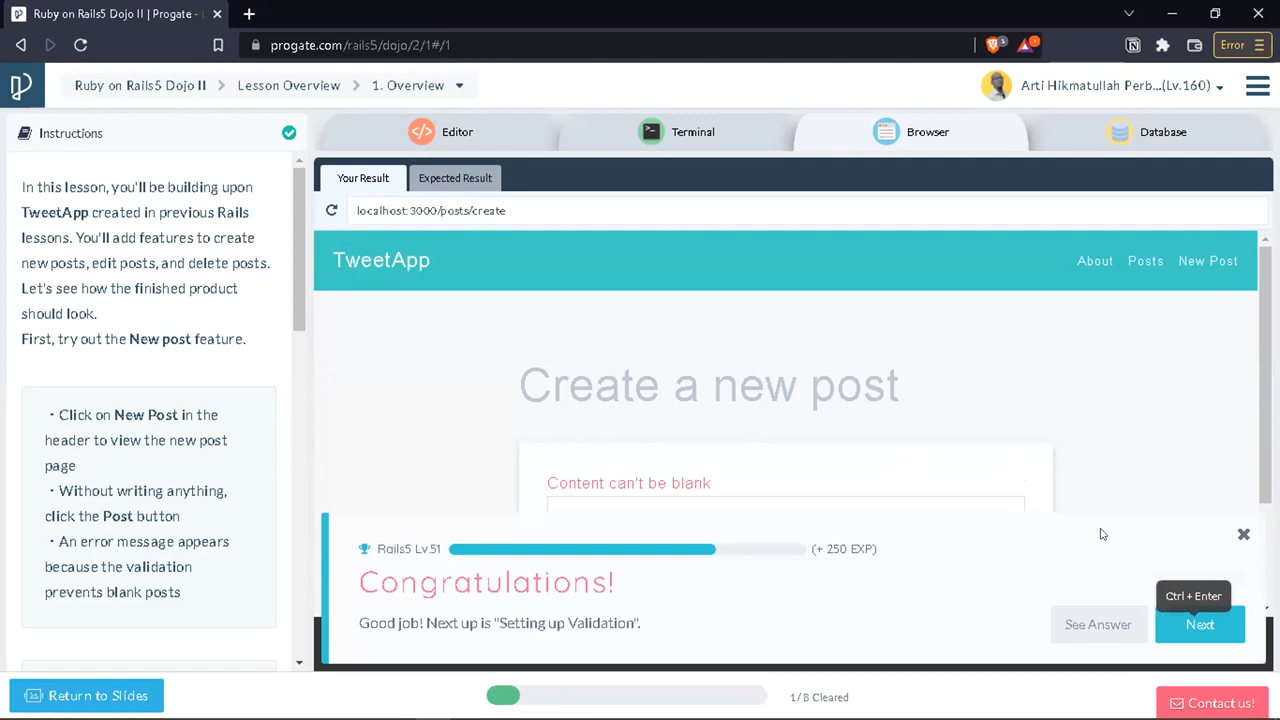 Ruby on Rails5 Dojo II | Progate -
progate.com/rails5/dojo/2/1#/1
Error
Ruby on Rails5 Dojo II
Lesson Overview
1. Overview
Arti Hikmatullah Perb...(Lv.160)
Instructions
Editor
Terminal
Browser
Database
In this lesson, you'll be building upon
TweetApp created in previous Rails
lessons. You'll add features to create
new posts, edit posts, and delete posts.
Let's see how the finished product
should look.
First, try out the New post feature.
・Click on New Post in the
header to view the new post
page
・Without writing anything,
click the Post button
・An error message appears
because the validation
prevents blank posts
Your Result
Expected Result
localhost:3000/posts/create
TweetApp
About Posts New Post
Create a new post
Content can't be blank
Rails5 Lv.51
(+ 250 EXP)
Congratulations!
Good job! Next up is "Setting up Validation".
Ctrl + Enter
See Answer
Next
Return to Slides
1/8 Cleared
Contact us!